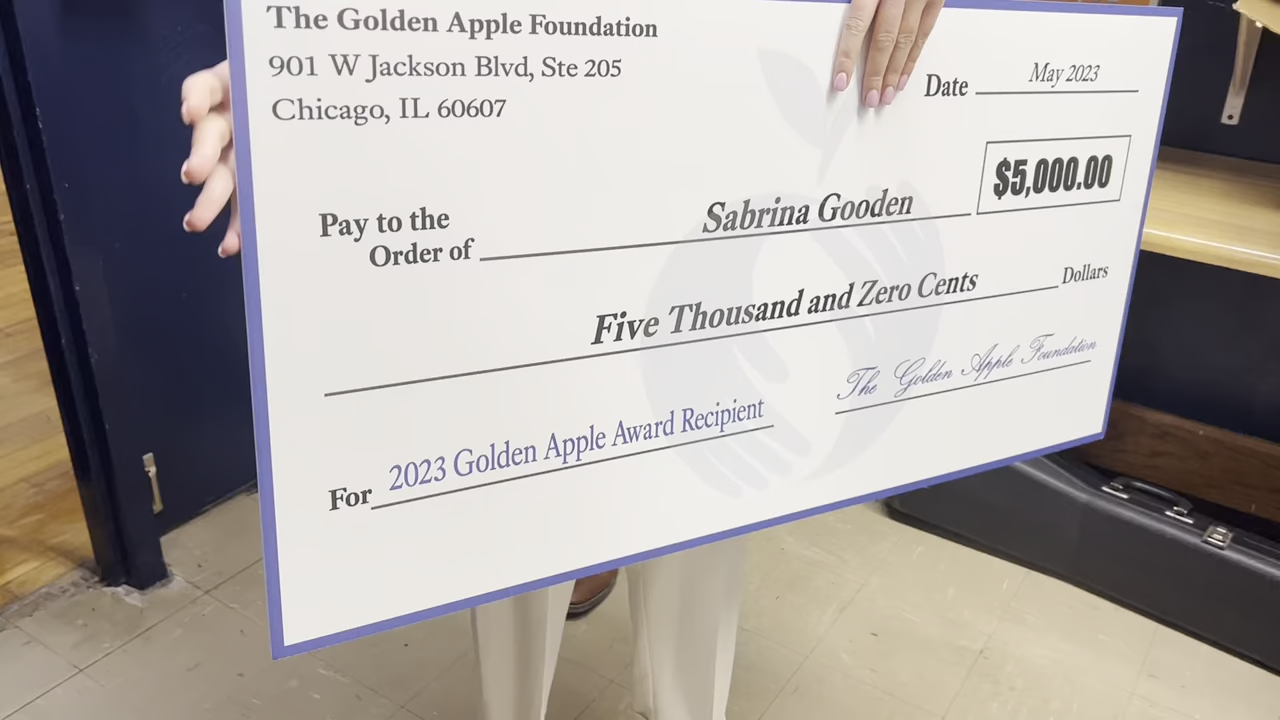 The Golden Apple Foundation
901 W Jackson Blvd, Ste 205
Chicago, IL 60607
Date May 2023
$5,000.00
Pay to the
Order of Sabrina Gooden
Five Thousand and Zero Cents Dollars
The Golden Apple Foundation
For 2023 Golden Apple Award Recipient